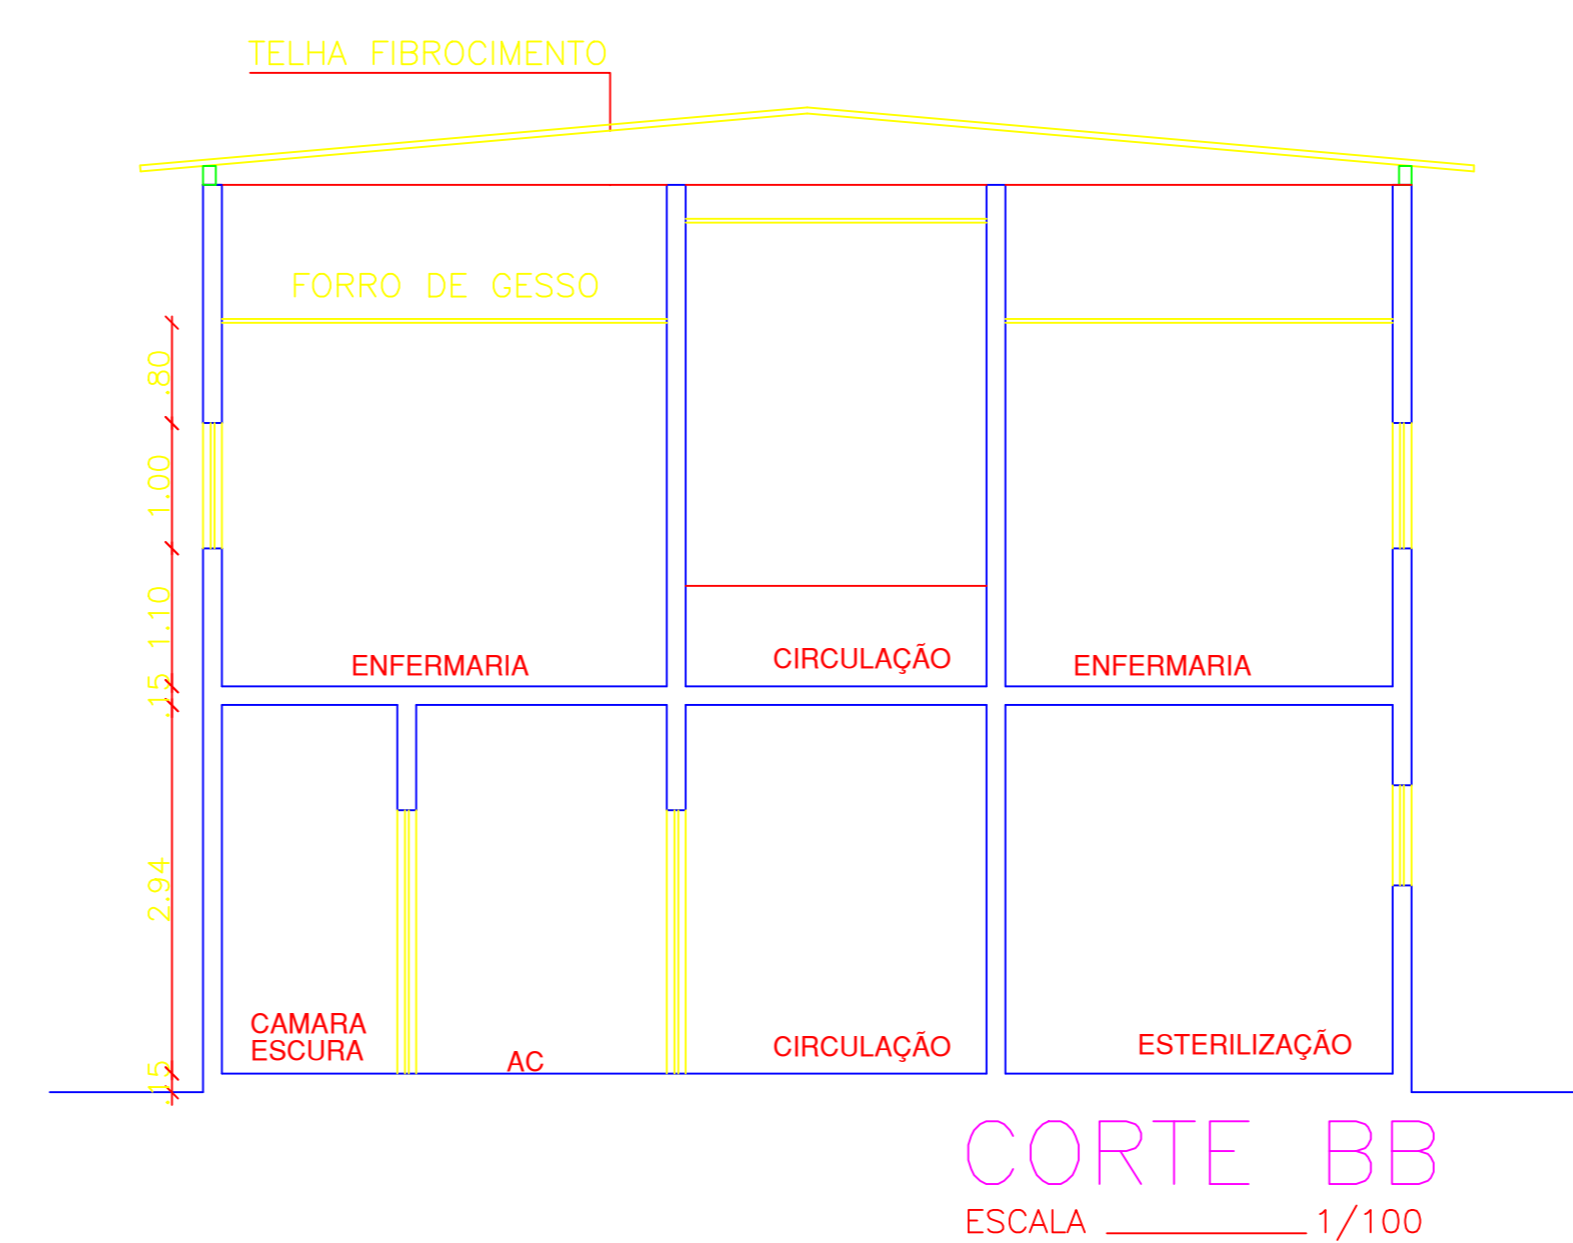 TELHA FIBROCIMENTO
FORRO DE GESSO
.80
1.00
1.10
.15
2.94
.15
ENFERMARIA
CIRCULAÇÃO
ENFERMARIA
CAMARA
ESCURA
AC
CIRCULAÇÃO
ESTERILIZAÇÃO
CORTE BB
ESCALA 1/100